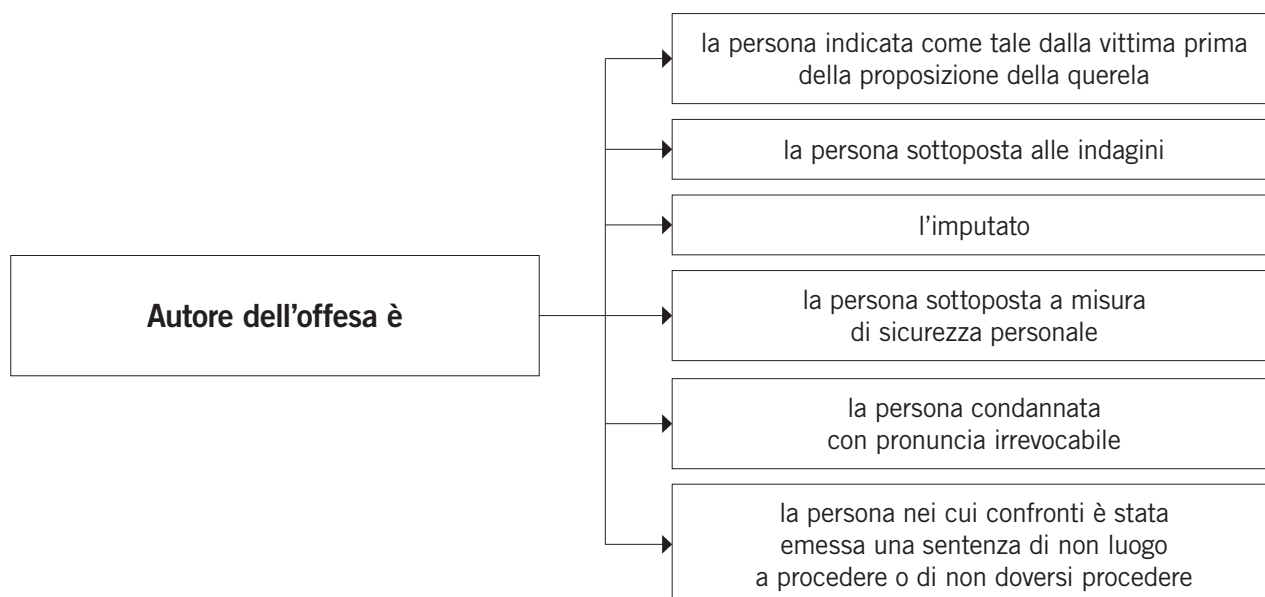 la persona indicata come tale dalla vittima prima
della proposizione della querela
la persona sottoposta alle indagini
l’imputato
Autore dell’offesa è
la persona sottoposta a misura
di sicurezza personale
la persona condannata
con pronuncia irrevocabile
la persona nei cui confronti è stata
emessa una sentenza di non luogo
a procedere o di non doversi procedere